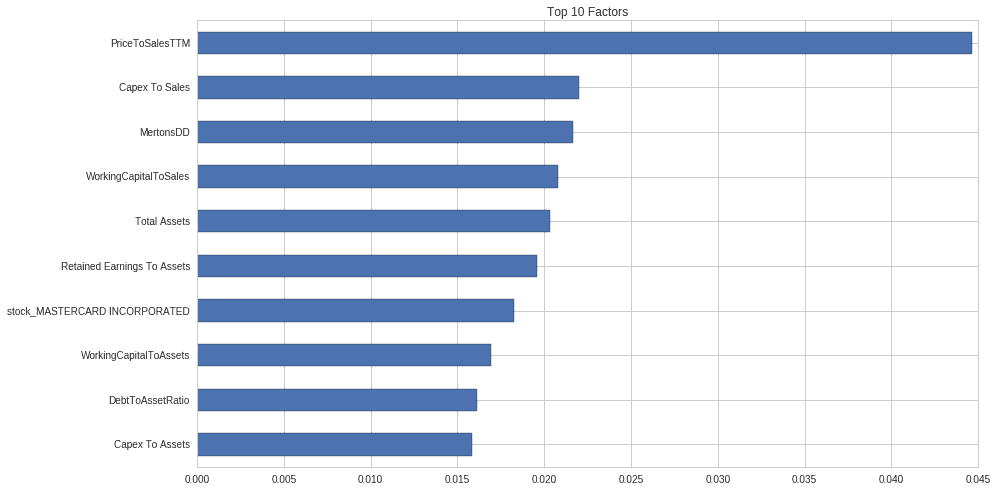 Top 10 Factors
PriceToSalesTTM
Capex To Sales
MertonsDD
WorkingCapitalToSales
Total Assets
Retained Earnings To Assets
stock_MASTERCARD INCORPORATED
WorkingCapitalToAssets
DebtToAssetRatio
Capex To Assets
0.000 0.005 0.010 0.015 0.020 0.025 0.030 0.035 0.040 0.045